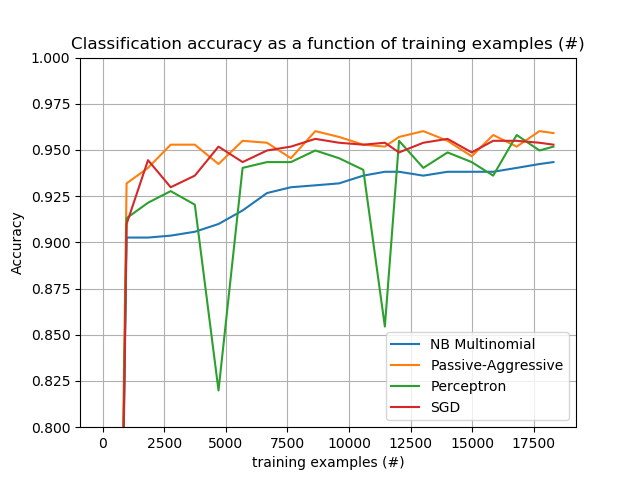 Classification accuracy as a function of training examples (#)
1.000
0.975
0.950
0.925
0.900
0.875
0.850
0.825
0.800
Accuracy
NB Multinomial
Passive-Aggressive
Perceptron
SGD
0 2500 5000 7500 10000 12500 15000 17500
training examples (#)